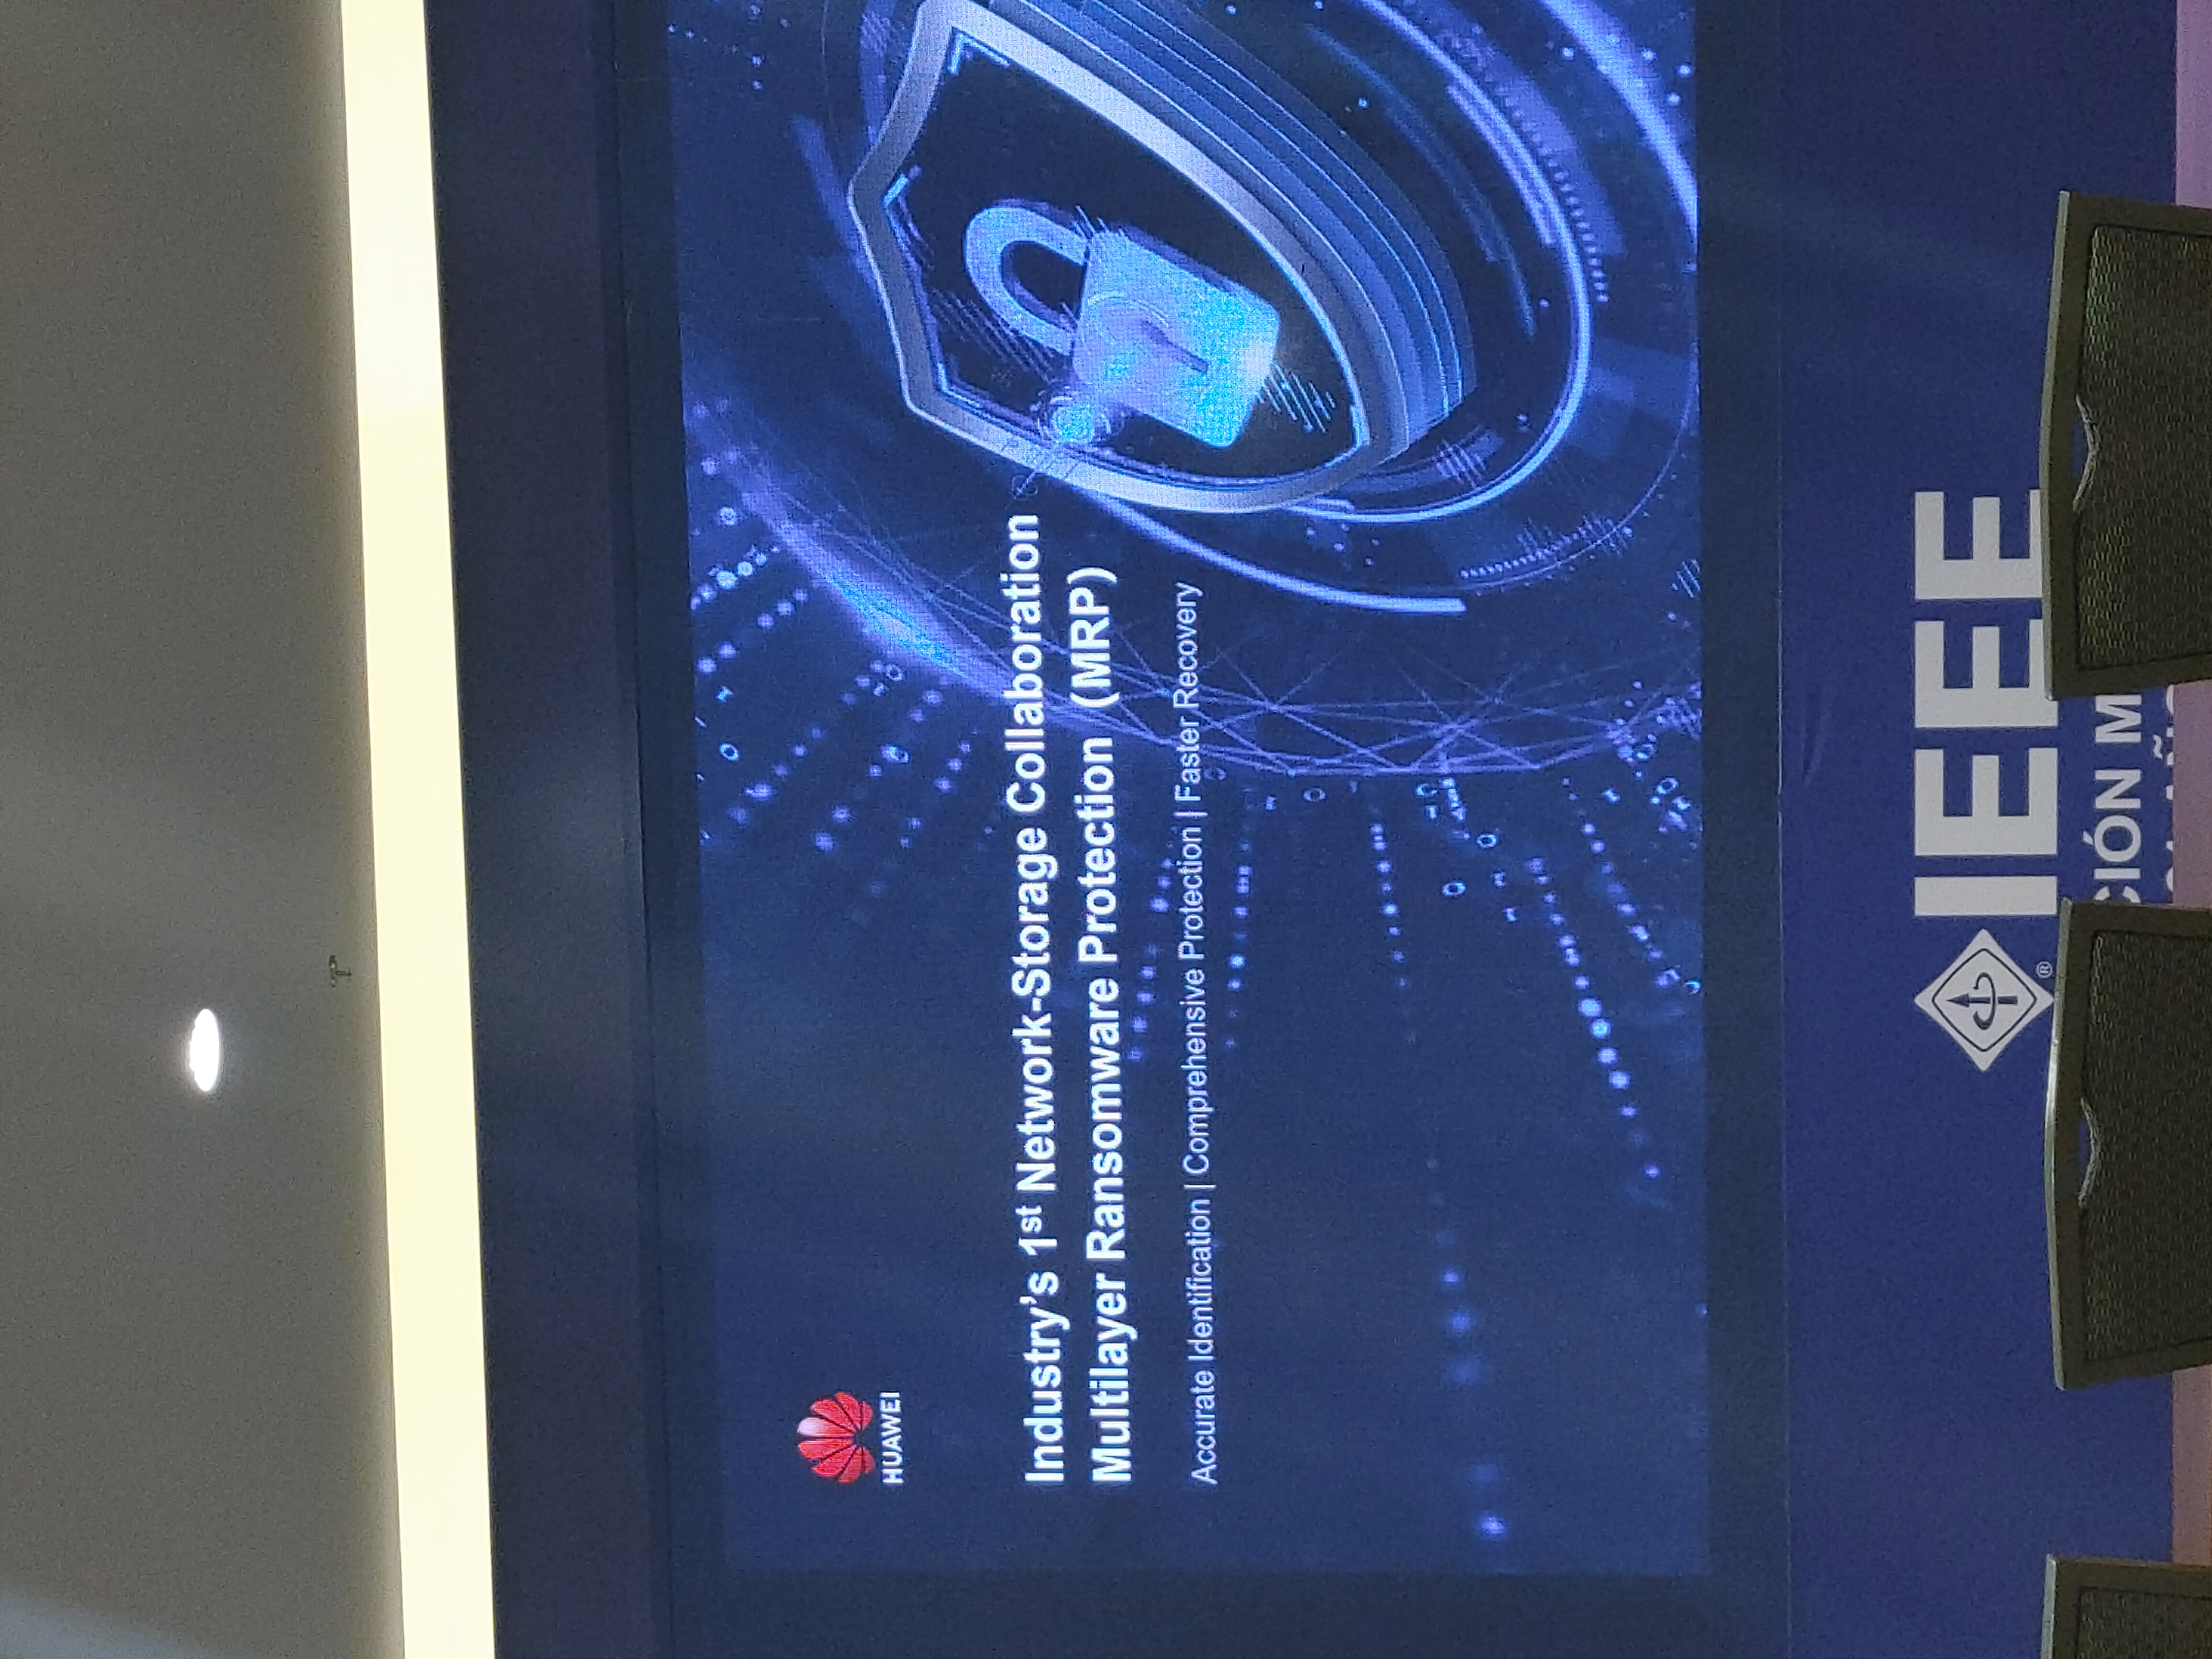 HUAWEI
Industry’s 1st Network-Storage Collaboration
Multilayer Ransomware Protection (MRP)
Accurate Identification | Comprehensive Protection | Faster Recovery
IEEE
®
CIÓN M